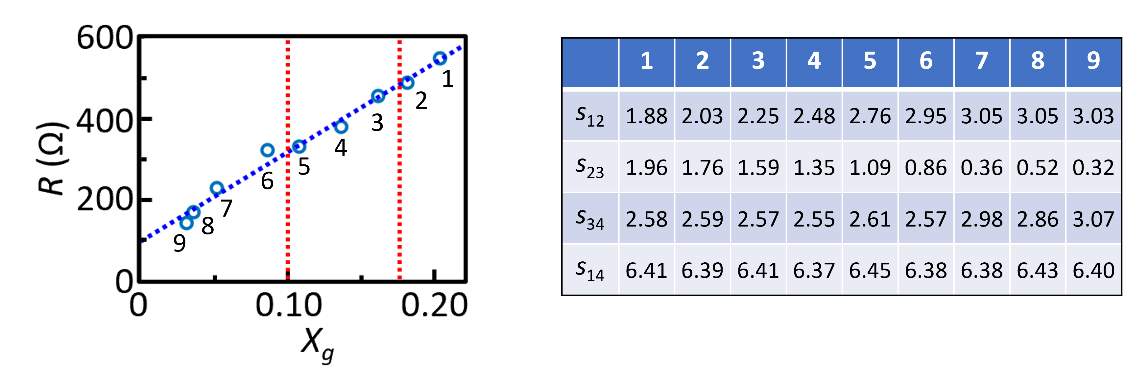 600
400
200
0
R (Ω)
0
0.10
0.20
X_g
1
2
3
4
5
6
7
8
9
1 2 3 4 5 6 7 8 9
s₁₂ 1.88 2.03 2.25 2.48 2.76 2.95 3.05 3.05 3.03
s₂₃ 1.96 1.76 1.59 1.35 1.09 0.86 0.36 0.52 0.32
s₃₄ 2.58 2.59 2.57 2.55 2.61 2.57 2.98 2.86 3.07
s₁₄ 6.41 6.39 6.41 6.37 6.45 6.38 6.38 6.43 6.40